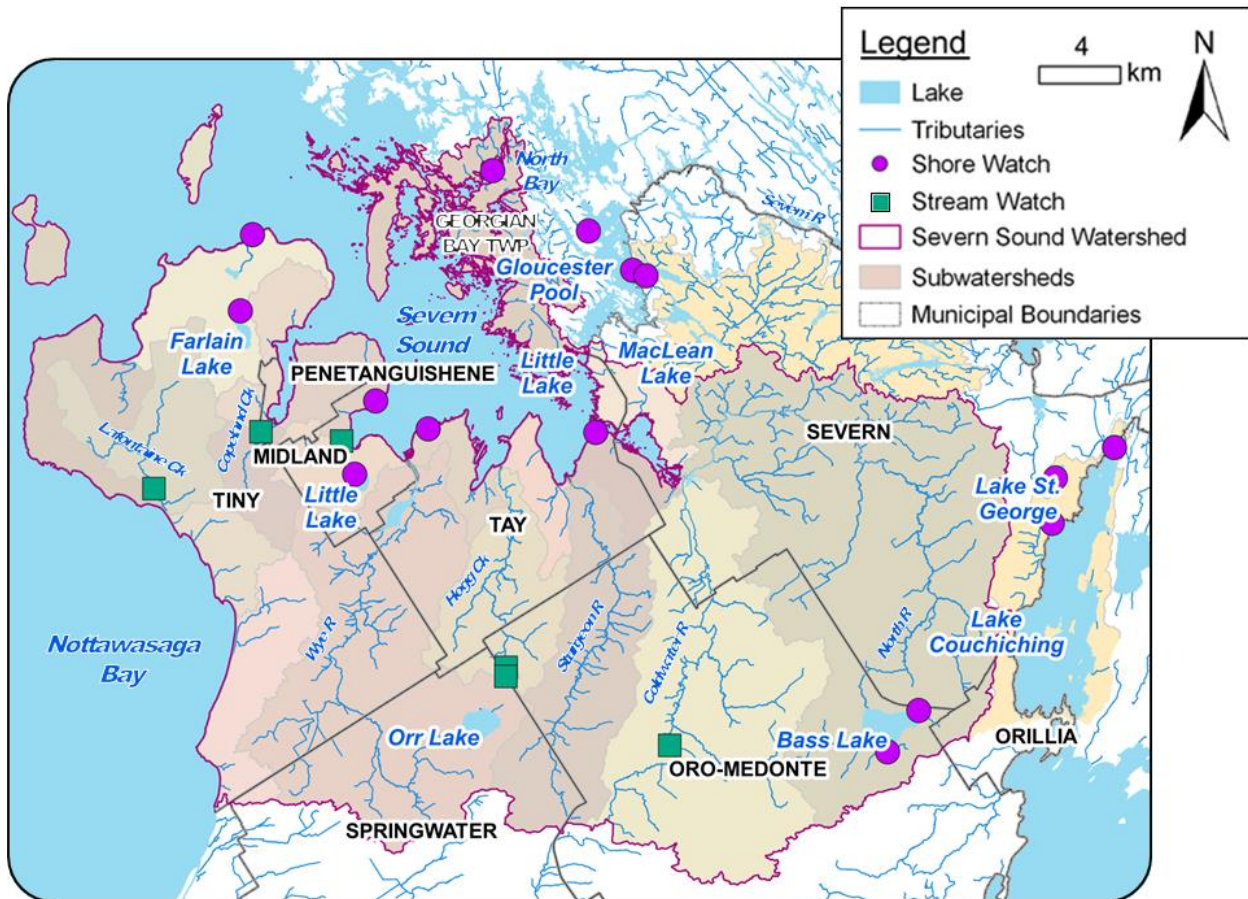 Legend
4
km
N
Lake
Tributaries
Shore Watch
Stream Watch
Severn Sound Watershed
Subwatersheds
Municipal Boundaries
North
Bay
GEORGIAN
BAY TWP
Severn R
Gloucester
Pool
Farlain
Lake
Severn
Sound
Little
Lake
MacLean
Lake
PENETANGUISHENE
SEVERN
Lafontaine Ck
Copeland Ck
MIDLAND
TINY
Little
Lake
TAY
Lake St.
George
Nottawasaga
Bay
Wye R
Hogg Ck
Sturgeon R
Coldwater R
North R
Lake
Couchiching
Orr Lake
Bass Lake
ORILLIA
ORO-MEDONTE
SPRINGWATER